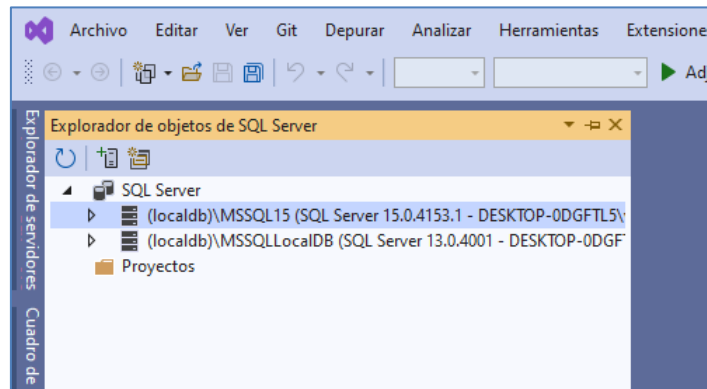 Archivo Editar Ver Git Depurar Analizar Herramientas Extensione
Adj
Explorador de servidores
Cuadro de
Explorador de objetos de SQL Server
SQL Server
(localdb)\MSSQL15 (SQL Server 15.0.4153.1 - DESKTOP-0DGFTL5\
(localdb)\MSSQLLocalDB (SQL Server 13.0.4001 - DESKTOP-0DGF
Proyectos